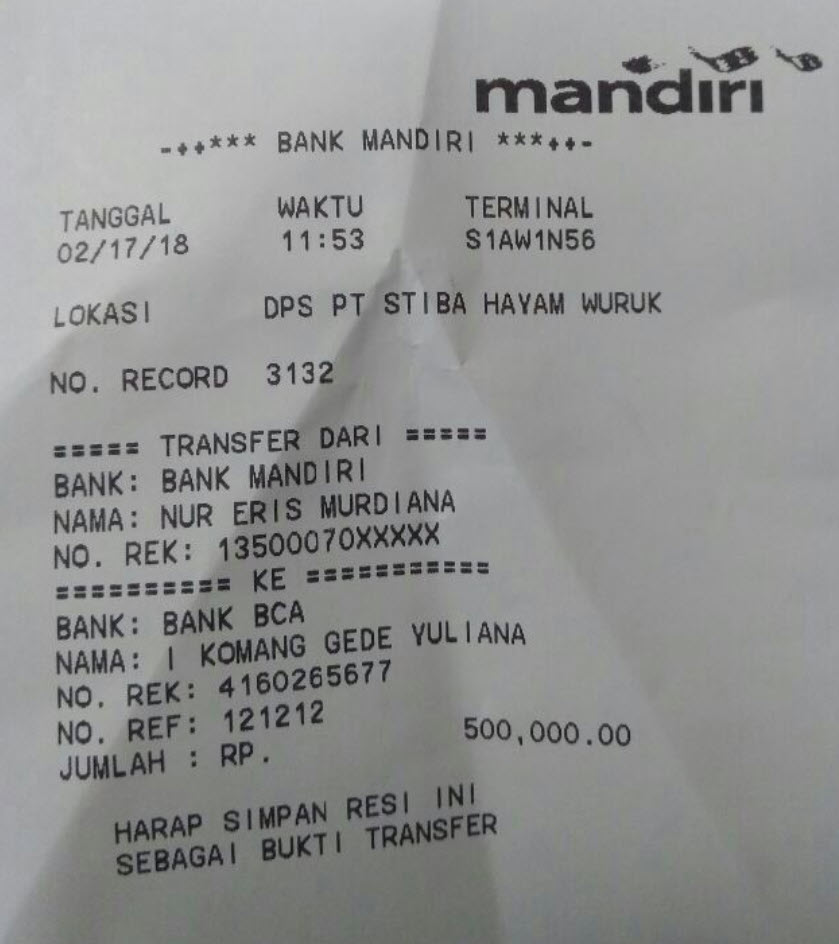 mandiri
-++*** BANK MANDIRI ***++-
TANGGAL WAKTU TERMINAL
02/17/18 11:53 S1AW1N56
LOKASI DPS PT STIBA HAYAM WURUK
NO. RECORD 3132
===== TRANSFER DARI =====
BANK: BANK MANDIRI
NAMA: NUR ERIS MURDIANA
NO. REK: 13500070XXXXX
========== KE ===========
BANK: BANK BCA
NAMA: I KOMANG GEDE YULIANA
NO. REK: 4160265677
NO. REF: 121212
JUMLAH : RP. 500,000.00
HARAP SIMPAN RESI INI
SEBAGAI BUKTI TRANSFER